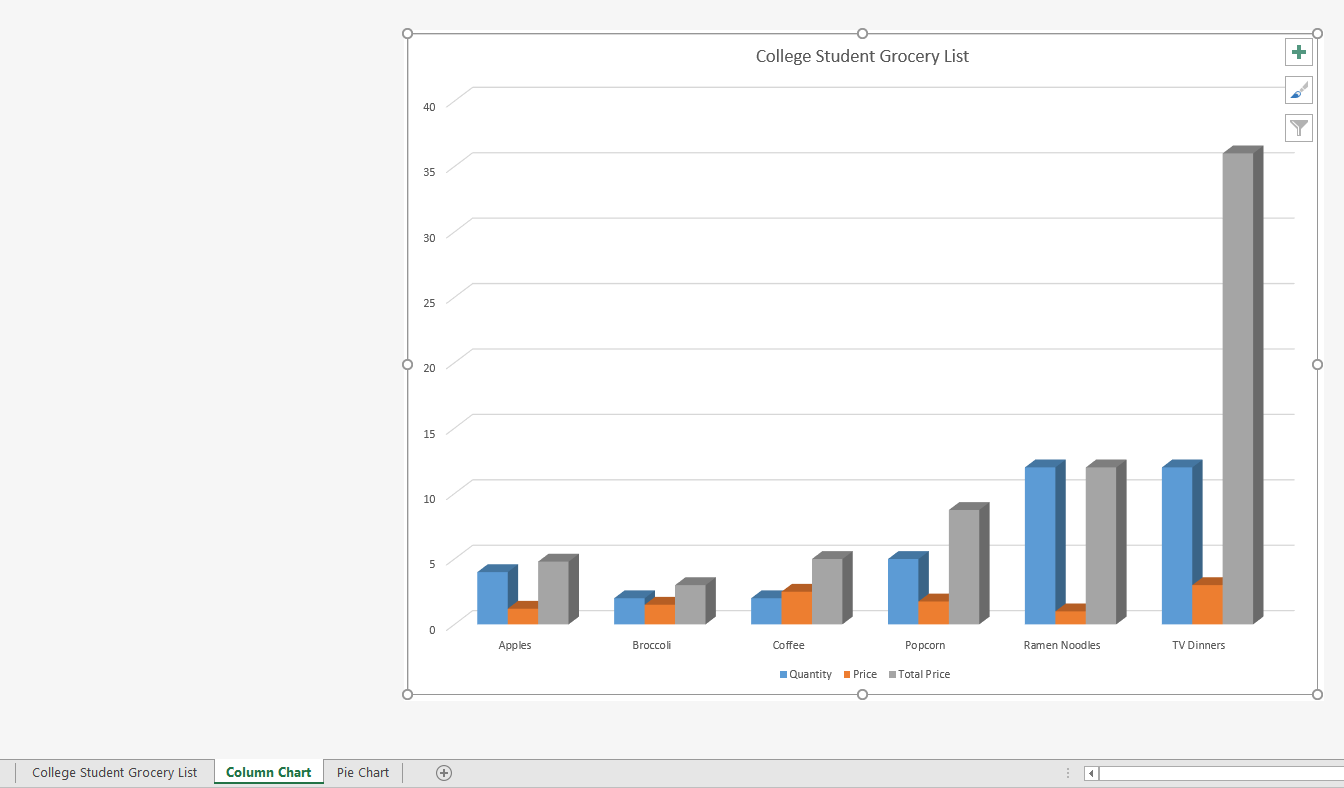 College Student Grocery List
40
35
30
25
20
15
10
5
0
Apples Broccoli Coffee Popcorn Ramen Noodles TV Dinners
Quantity Price Total Price
College Student Grocery List Column Chart Pie Chart